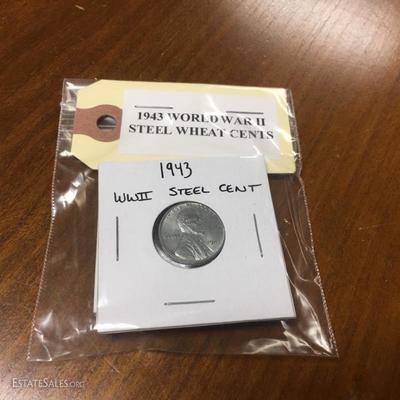 1943 WORLD WAR II
STEEL WHEAT CENTS
1943
WWII STEEL CENT
ESTATESALES.ORG